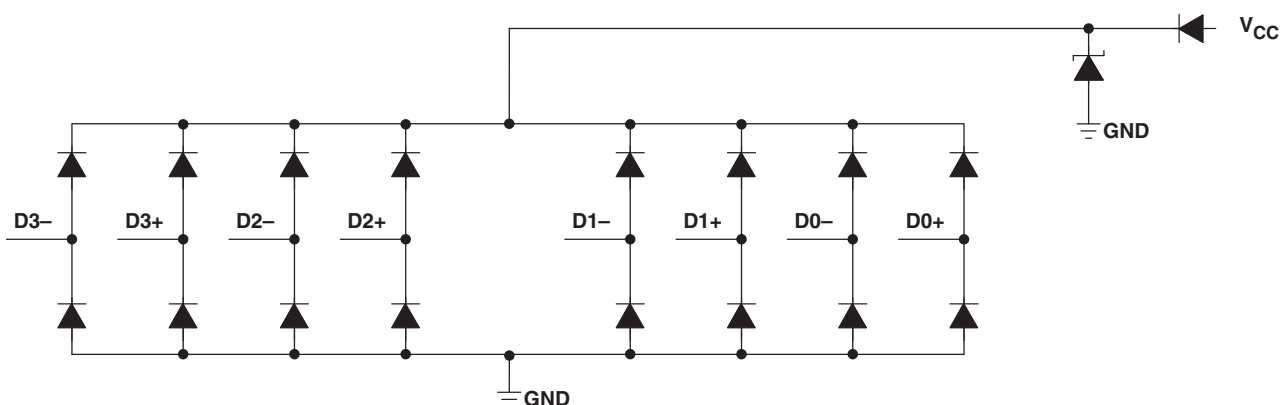 V_CC
GND
D3– D3+ D2– D2+ D1– D1+ D0– D0+
GND